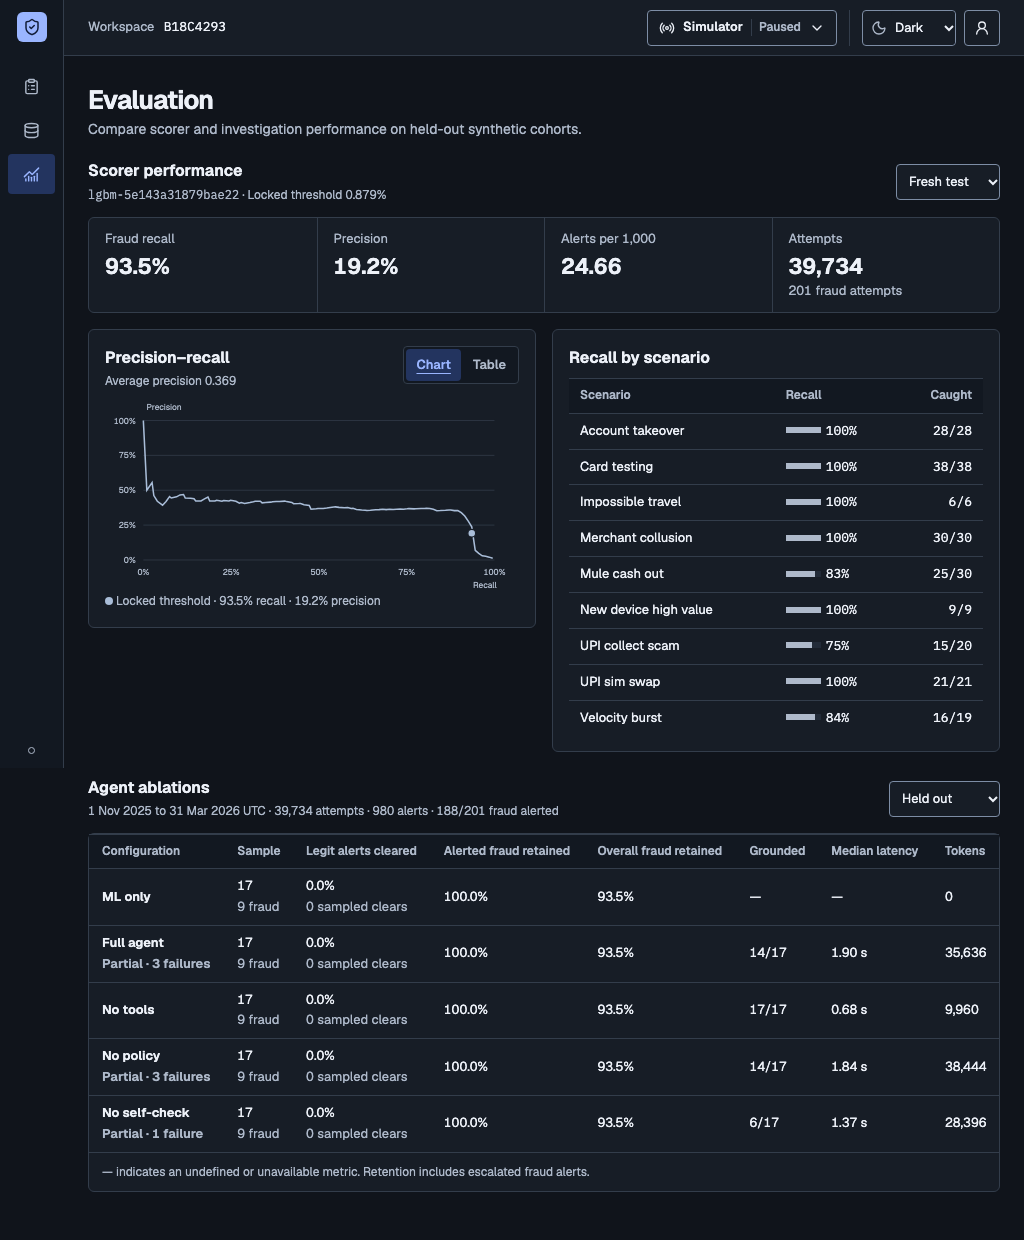 Workspace B18C4293
Simulator Paused
Dark
Evaluation
Compare scorer and investigation performance on held-out synthetic cohorts.
Scorer performance
lgbm-5e143a31879bae22 · Locked threshold 0.879%
Fresh test
Fraud recall
93.5%
Precision
19.2%
Alerts per 1,000
24.66
Attempts
39,734
201 fraud attempts
Precision–recall
Average precision 0.369
Chart Table
Precision
100%
75%
50%
25%
0%
0% 25% 50% 75% 100%
Recall
Locked threshold · 93.5% recall · 19.2% precision
Recall by scenario
Scenario Recall Caught
Account takeover 100% 28/28
Card testing 100% 38/38
Impossible travel 100% 6/6
Merchant collusion 100% 30/30
Mule cash out 83% 25/30
New device high value 100% 9/9
UPI collect scam 75% 15/20
UPI sim swap 100% 21/21
Velocity burst 84% 16/19
Agent ablations
1 Nov 2025 to 31 Mar 2026 UTC · 39,734 attempts · 980 alerts · 188/201 fraud alerted
Held out
Configuration Sample Legit alerts cleared Alerted fraud retained Overall fraud retained Grounded Median latency Tokens
ML only 17 9 fraud 0.0% 0 sampled clears 100.0% 93.5% — — 0
Full agent Partial · 3 failures 17 9 fraud 0.0% 0 sampled clears 100.0% 93.5% 14/17 1.90 s 35,636
No tools 17 9 fraud 0.0% 0 sampled clears 100.0% 93.5% 17/17 0.68 s 9,960
No policy Partial · 3 failures 17 9 fraud 0.0% 0 sampled clears 100.0% 93.5% 14/17 1.84 s 38,444
No self-check Partial · 1 failure 17 9 fraud 0.0% 0 sampled clears 100.0% 93.5% 6/17 1.37 s 28,396
— indicates an undefined or unavailable metric. Retention includes escalated fraud alerts.